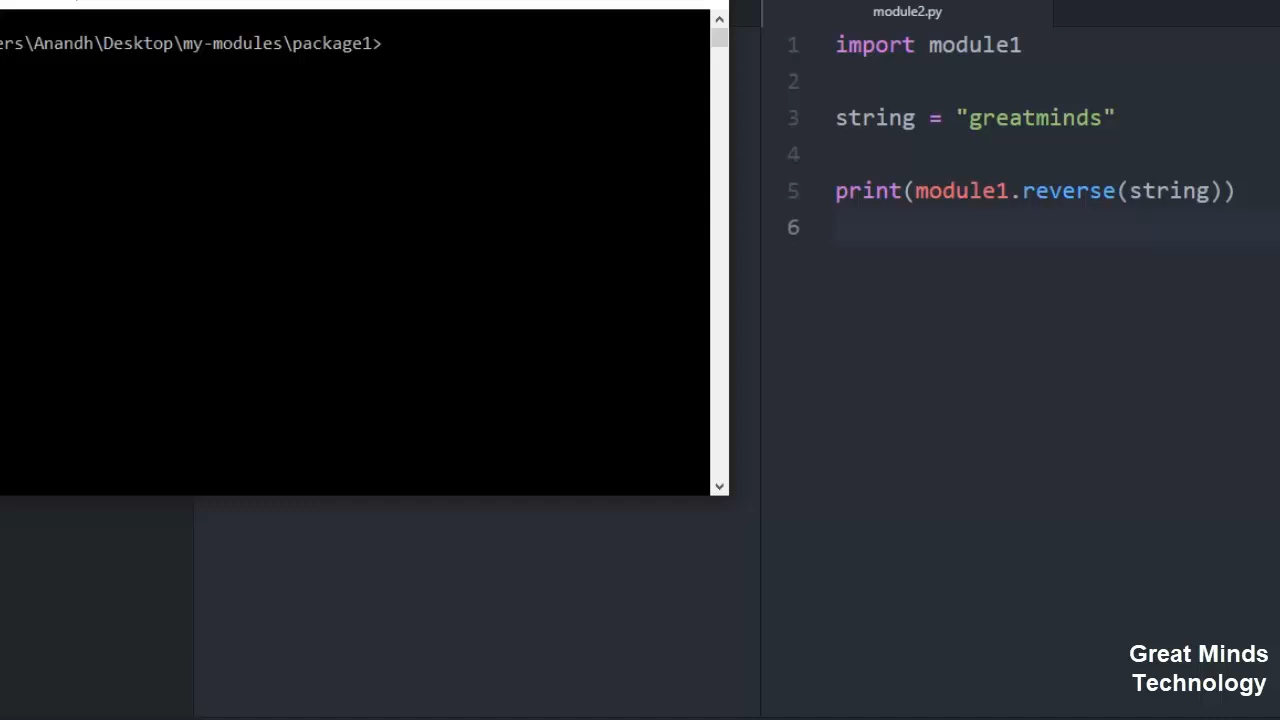 ers\Anandh\Desktop\my-modules\package1>
module2.py
1 import module1
2
3 string = "greatminds"
4
5 print(module1.reverse(string))
6
Great Minds
Technology